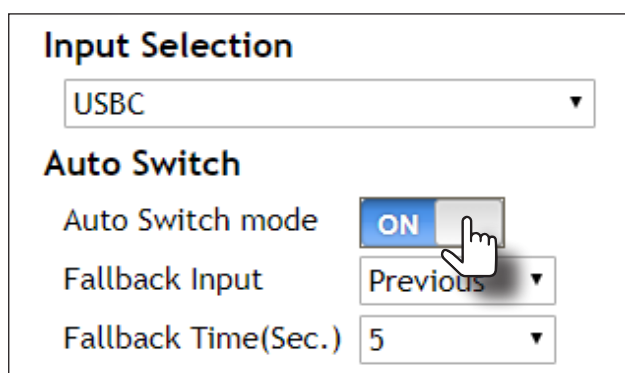 Input Selection
USBC
Auto Switch
Auto Switch mode ON
Fallback Input Previous
Fallback Time(Sec.) 5